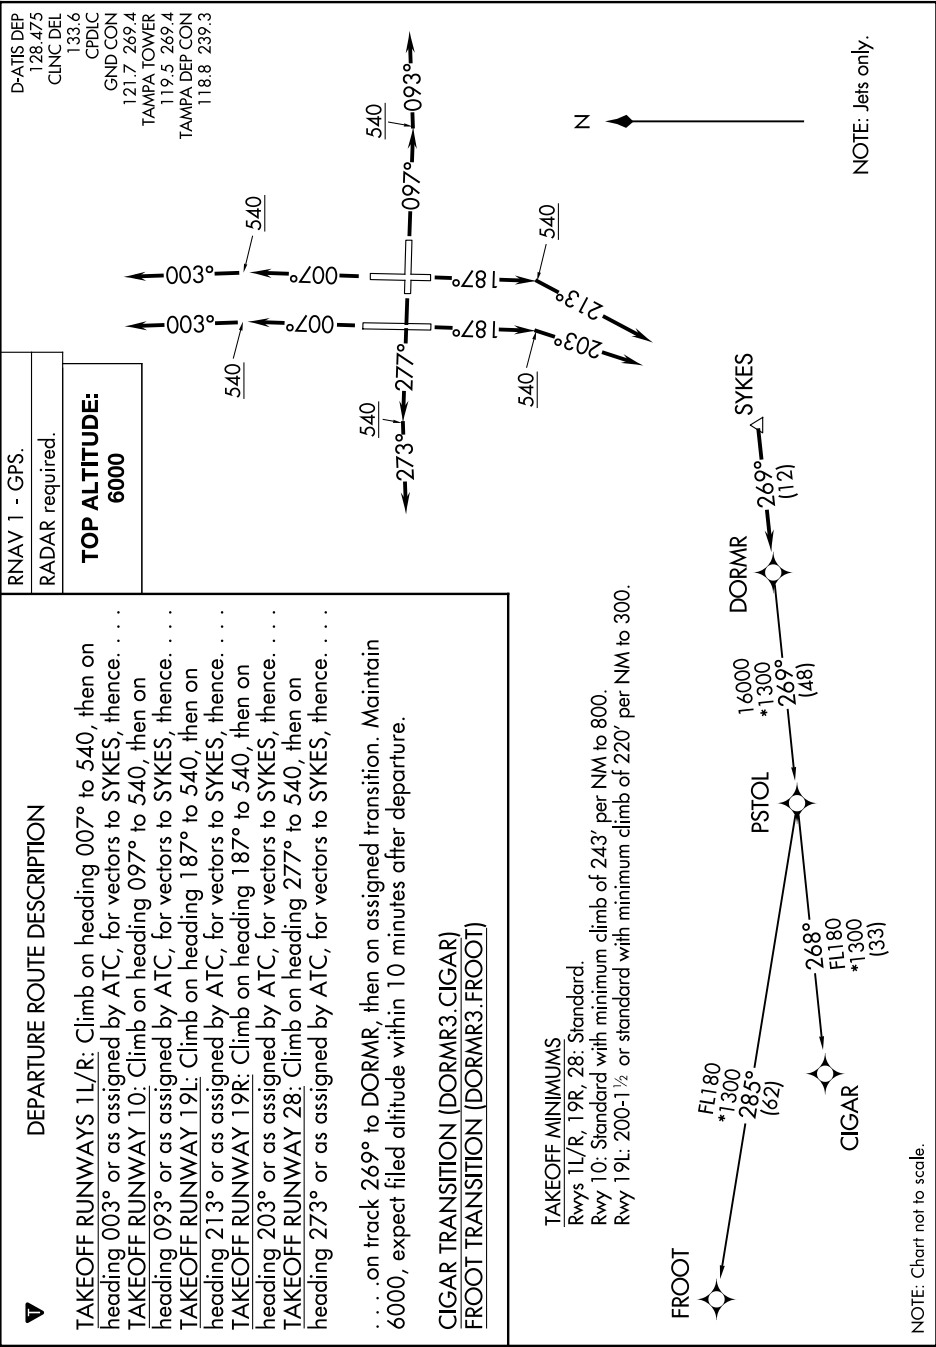 DEPARTURE ROUTE DESCRIPTION
TAKEOFF RUNWAYS 1L/R: Climb on heading 007° to 540, then on
heading 003° or as assigned by ATC, for vectors to SYKES, thence. . . .
TAKEOFF RUNWAY 10: Climb on heading 097° to 540, then on
heading 093° or as assigned by ATC, for vectors to SYKES, thence. . . .
TAKEOFF RUNWAY 19L: Climb on heading 187° to 540, then on
heading 213° or as assigned by ATC, for vectors to SYKES, thence. . . .
TAKEOFF RUNWAY 19R: Climb on heading 187° to 540, then on
heading 203° or as assigned by ATC, for vectors to SYKES, thence. . . .
TAKEOFF RUNWAY 28: Climb on heading 277° to 540, then on
heading 273° or as assigned by ATC, for vectors to SYKES, thence. . . .
. . . .on track 269° to DORMR, then on assigned transition. Maintain
6000, expect filed altitude within 10 minutes after departure.
CIGAR TRANSITION (DORMR3.CIGAR)
FROOT TRANSITION (DORMR3.FROOT)
T
RNAV 1 - GPS.
RADAR required.
TOP ALTITUDE:
6000
D-ATIS DEP
128.475
CLNC DEL
133.6
CPDLC
GND CON
121.7 269.4
TAMPA TOWER
119.5 269.4
TAMPA DEP CON
118.8 239.3
003°
003°
540
540
007°
007°
273°
277°
540
097°
093°
540
187°
187°
540
540
203°
213°
N
NOTE: Jets only.
TAKEOFF MINIMUMS
Rwys 1L/R, 19R, 28: Standard.
Rwy 10: Standard with minimum climb of 243' per NM to 800.
Rwy 19L: 200-1½ or standard with minimum climb of 220' per NM to 300.
SYKES
269°
(12)
DORMR
16000
*1300
269°
(48)
PSTOL
268°
FL180
*1300
(33)
CIGAR
FL180
*1300
285°
(62)
FROOT
NOTE: Chart not to scale.